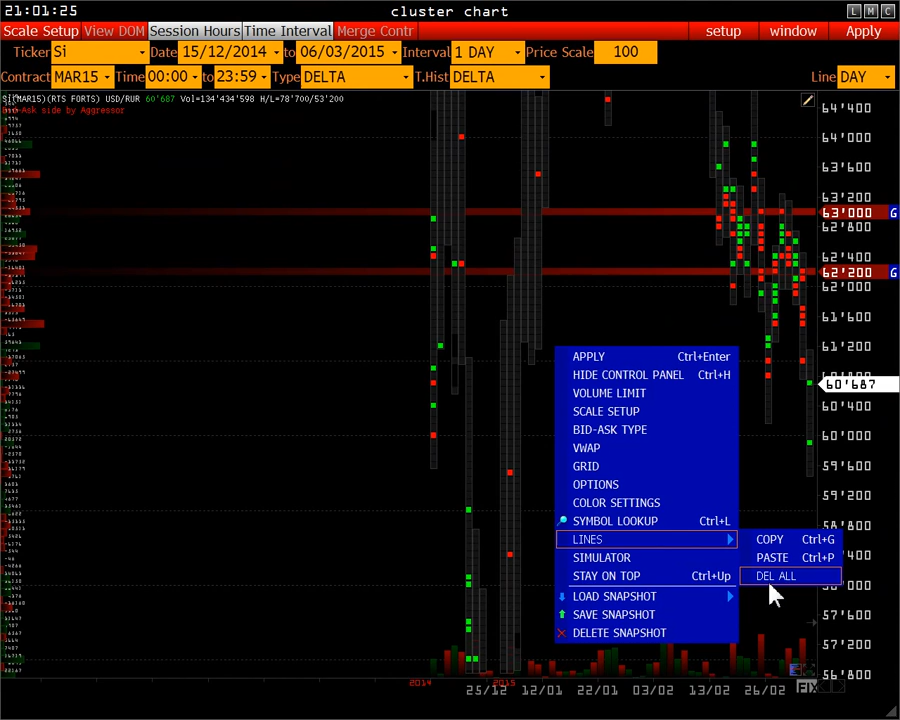 21:01:25 cluster chart L M C
Scale Setup View DOM Session Hours Time Interval Merge Contr setup window Apply
Ticker Si Date 15/12/2014 to 06/03/2015 Interval 1 DAY Price Scale 100
Contract MAR15 Time 00:00 to 23:59 Type DELTA T.Hist DELTA Line DAY
Si(MAR15)(RTS FORTS) USD/RUR 60'687 Vol=134'434'598 H/L=78'700/53'200
Bid-Ask side by Aggressor
64'400
64'000
63'600
63'200
63'000 G
62'800
62'400
62'200 G
62'000
61'600
61'200
60'687
60'400
60'000
59'600
59'200
58'800
57'600
57'200
56'800
APPLY Ctrl+Enter
HIDE CONTROL PANEL Ctrl+H
VOLUME LIMIT
SCALE SETUP
BID-ASK TYPE
VWAP
GRID
OPTIONS
COLOR SETTINGS
SYMBOL LOOKUP Ctrl+L
LINES
SIMULATOR
STAY ON TOP Ctrl+Up
LOAD SNAPSHOT
SAVE SNAPSHOT
DELETE SNAPSHOT
COPY Ctrl+G
PASTE Ctrl+P
DEL ALL
2014 2015
25/12 12/01 22/01 03/02 13/02 26/02 FIX